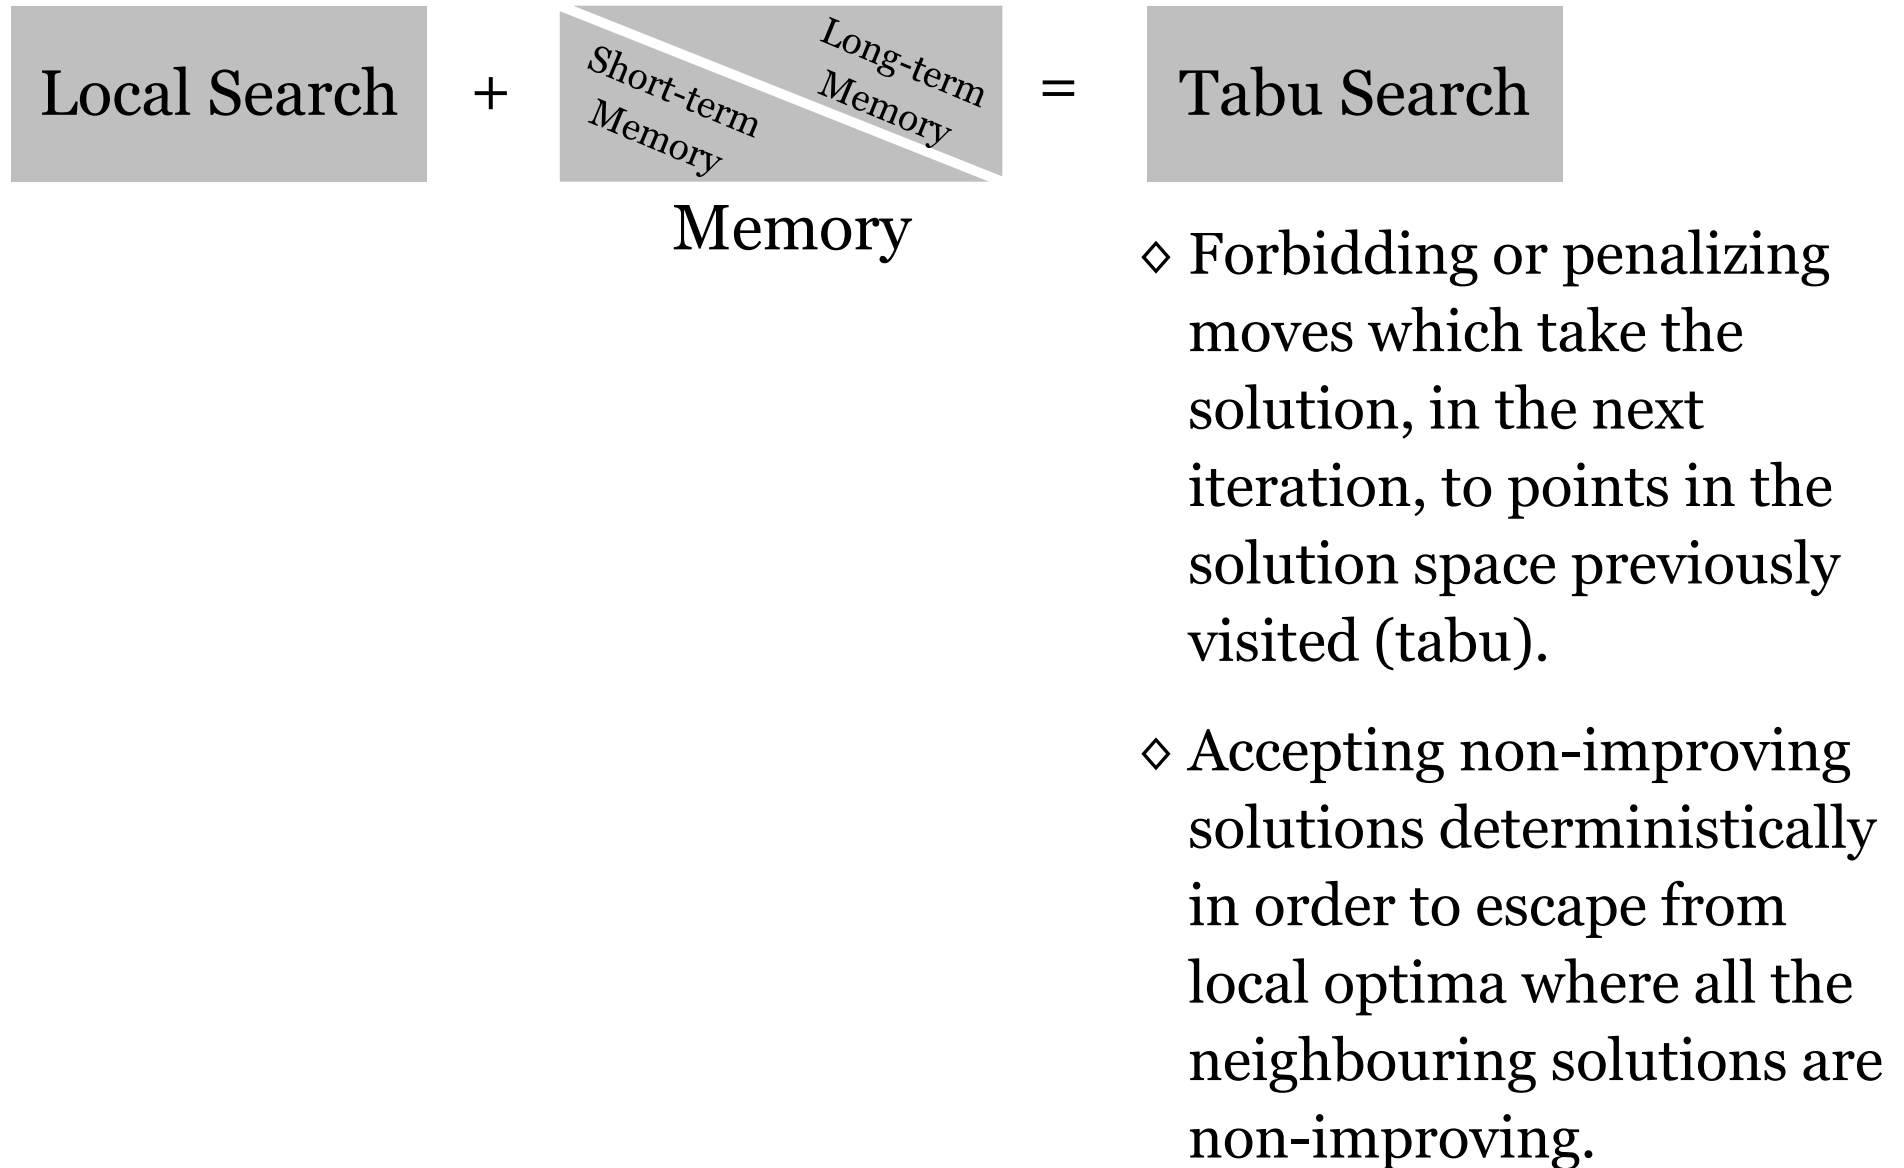 Local Search
+
Short-term
Memory
Long-term
Memory
=
Tabu Search
Memory
◇ Forbidding or penalizing
moves which take the
solution, in the next
iteration, to points in the
solution space previously
visited (tabu).
◇ Accepting non-improving
solutions deterministically
in order to escape from
local optima where all the
neighbouring solutions are
non-improving.